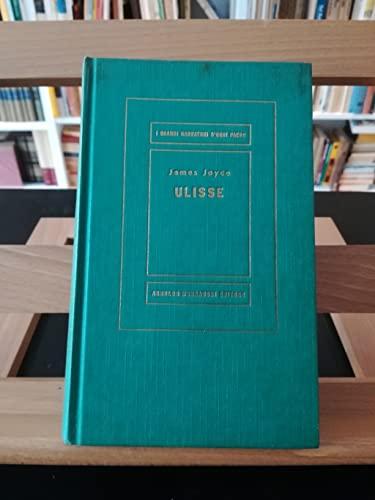 I GRANDI NARRATORI D'OGNI PAESE
James Joyce
ULISSE
ARNOLDO MONDADORI EDITORE